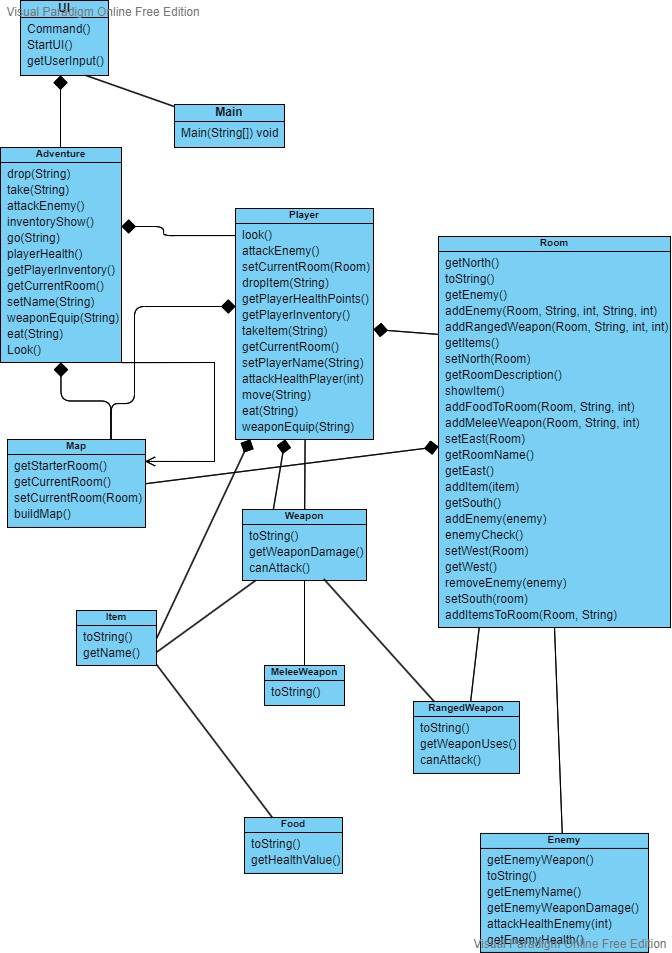 Visual Paradigm Online Free Edition
UI
Command()
StartUI()
getUserInput()
Main
Main(String[]) void
Adventure
drop(String)
take(String)
attackEnemy()
inventoryShow()
go(String)
playerHealth()
getPlayerInventory()
getCurrentRoom()
setName(String)
weaponEquip(String)
eat(String)
Look()
Player
look()
attackEnemy()
setCurrentRoom(Room)
dropItem(String)
getPlayerHealthPoints()
getPlayerInventory()
takeItem(String)
getCurrentRoom()
setPlayerName(String)
attackHealthPlayer(int)
move(String)
eat(String)
weaponEquip(String)
Room
getNorth()
toString()
getEnemy()
addEnemy(Room, String, int, String, int)
addRangedWeapon(Room, String, int, int)
getItems()
setNorth(Room)
getRoomDescription()
showItem()
addFoodToRoom(Room, String, int)
addMeleeWeapon(Room, String, int)
setEast(Room)
getRoomName()
getEast()
addItem(item)
getSouth()
addEnemy(enemy)
enemyCheck()
setWest(Room)
getWest()
removeEnemy(enemy)
setSouth(room)
addItemsToRoom(Room, String)
Map
getStarterRoom()
getCurrentRoom()
setCurrentRoom(Room)
buildMap()
Weapon
toString()
getWeaponDamage()
canAttack()
Item
toString()
getName()
MeleeWeapon
toString()
RangedWeapon
toString()
getWeaponUses()
canAttack()
Food
toString()
getHealthValue()
Enemy
getEnemyWeapon()
toString()
getEnemyName()
getEnemyWeaponDamage()
attackHealthEnemy(int)
getEnemyHealth()
Visual Paradigm Online Free Edition